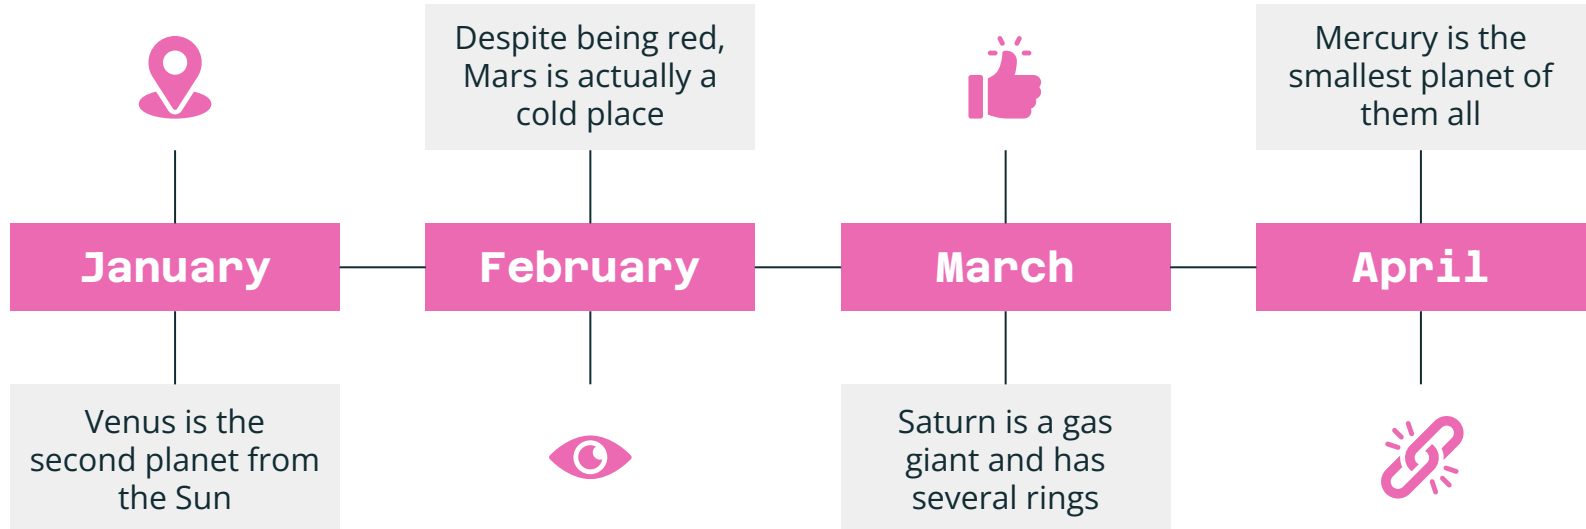 Despite being red,
Mars is actually a
cold place
Mercury is the
smallest planet of
them all
January
February
March
April
Venus is the
second planet from
the Sun
Saturn is a gas
giant and has
several rings